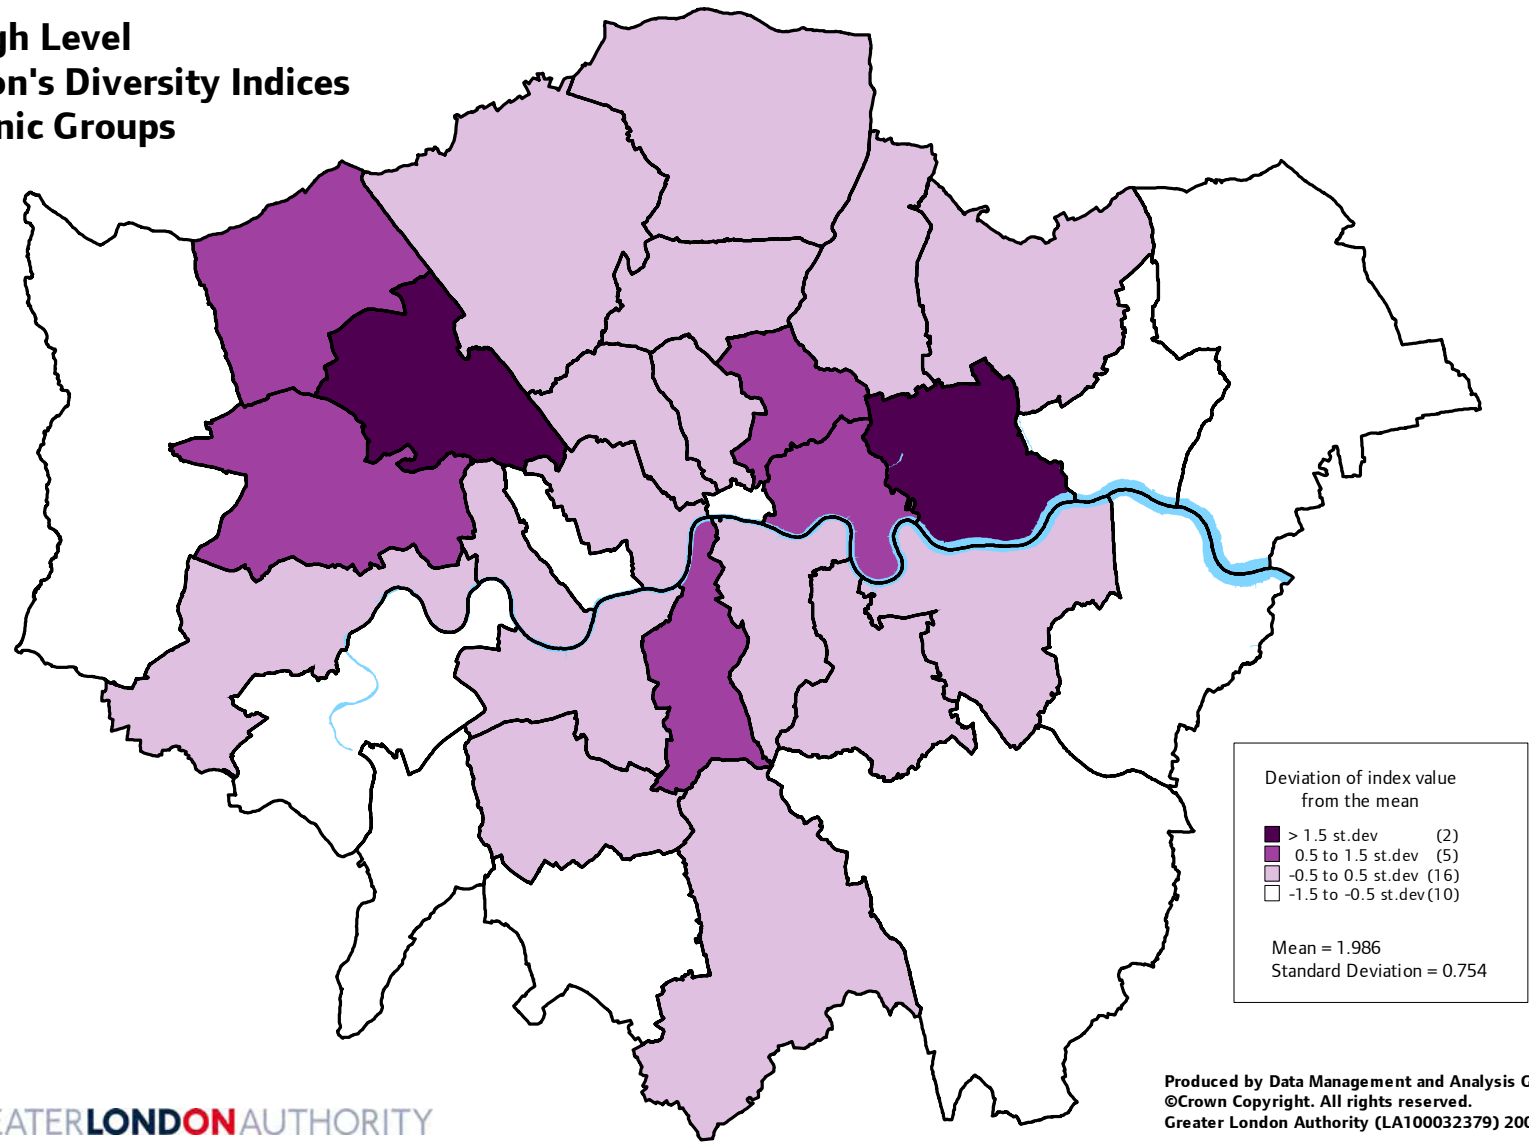 gh Level
on's Diversity Indices
nic Groups
Deviation of index value
from the mean
> 1.5 st.dev (2)
0.5 to 1.5 st.dev (5)
-0.5 to 0.5 st.dev (16)
-1.5 to -0.5 st.dev (10)
Mean = 1.986
Standard Deviation = 0.754
Produced by Data Management and Analysis G
©Crown Copyright. All rights reserved.
Greater London Authority (LA100032379) 200
EATERLONDONAUTHORITY